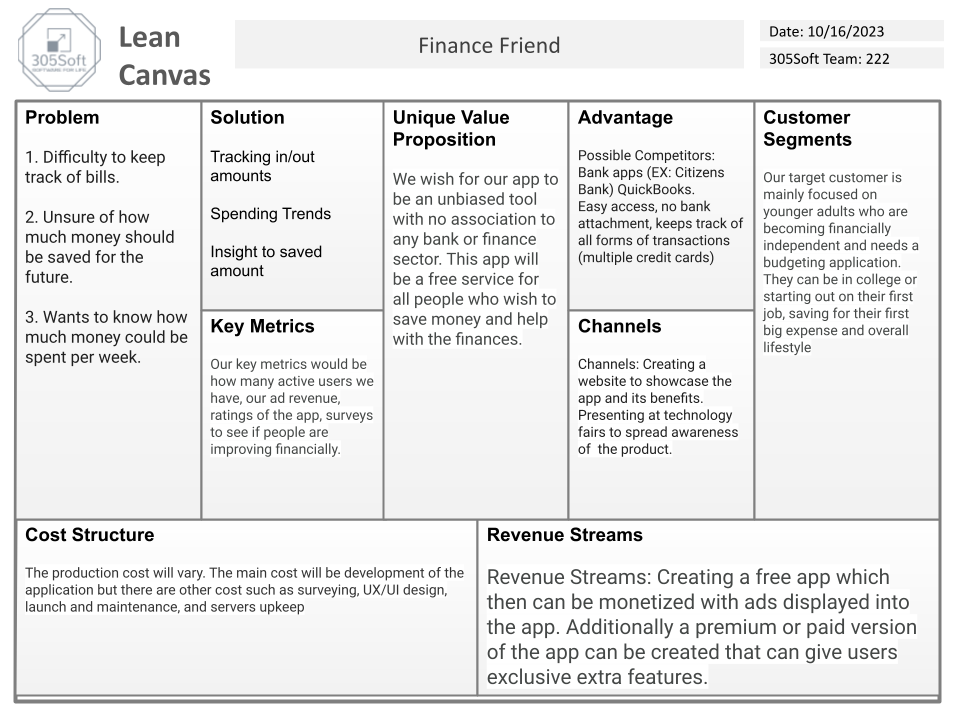 305Soft
SOFTWARE FOR LIFE
Lean
Canvas
Finance Friend
Date: 10/16/2023
305Soft Team: 222
Problem
1. Difficulty to keep
track of bills.
2. Unsure of how
much money should
be saved for the
future.
3. Wants to know how
much money could be
spent per week.
Solution
Tracking in/out
amounts
Spending Trends
Insight to saved
amount
Key Metrics
Our key metrics would be
how many active users we
have, our ad revenue,
ratings of the app, surveys
to see if people are
improving financially.
Unique Value
Proposition
We wish for our app to
be an unbiased tool
with no association to
any bank or finance
sector. This app will
be a free service for
all people who wish to
save money and help
with the finances.
Advantage
Possible Competitors:
Bank apps (EX: Citizens
Bank) QuickBooks.
Easy access, no bank
attachment, keeps track of
all forms of transactions
(multiple credit cards)
Channels
Channels: Creating a
website to showcase the
app and its benefits.
Presenting at technology
fairs to spread awareness
of  the product.
Customer
Segments
Our target customer is
mainly focused on
younger adults who are
becoming financially
independent and needs a
budgeting application.
They can be in college or
starting out on their first
job, saving for their first
big expense and overall
lifestyle
Cost Structure
The production cost will vary. The main cost will be development of the
application but there are other cost such as surveying, UX/UI design,
launch and maintenance, and servers upkeep
Revenue Streams
Revenue Streams: Creating a free app which
then can be monetized with ads displayed into
the app. Additionally a premium or paid version
of the app can be created that can give users
exclusive extra features.